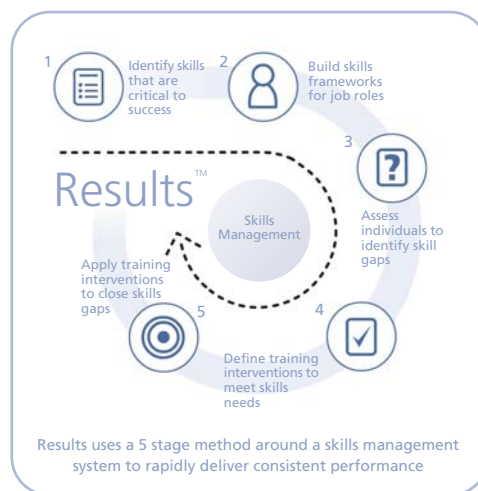 1
Identify skills
that are
critical to
success
2
Build skills
frameworks
for job roles
3
Assess
individuals to
identify skill
gaps
4
Define training
interventions to
meet skills
needs
5
Apply training
interventions
to close skills
gaps
Results™
Skills
Management
Results uses a 5 stage method around a skills management
system to rapidly deliver consistent performance